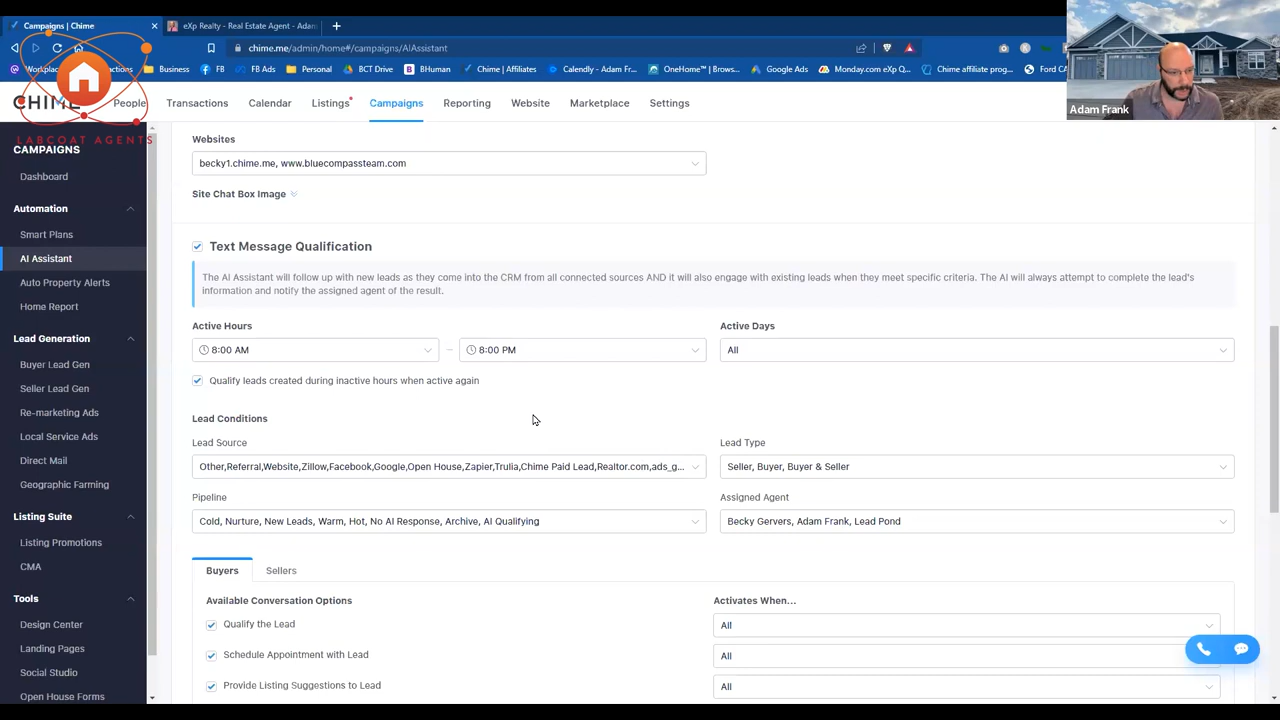 Campaigns | Chime
eXp Realty - Real Estate Agent - Adam
chime.me/admin/home#/campaigns/AIAssistant
Business
FB
FB Ads
Personal
BCT Drive
BHuman
Chime | Affiliates
Calendly - Adam Fr...
OneHome™ | Brows...
Google Ads
Monday.com eXp Q...
Chime affiliate prog...
Ford CA
Adam Frank
CHIME
LABCOAT AGENTS
People
Transactions
Calendar
Listings
Campaigns
Reporting
Website
Marketplace
Settings
CAMPAIGNS
Dashboard
Automation
Smart Plans
AI Assistant
Auto Property Alerts
Home Report
Lead Generation
Buyer Lead Gen
Seller Lead Gen
Re-marketing Ads
Local Service Ads
Direct Mail
Geographic Farming
Listing Suite
Listing Promotions
CMA
Tools
Design Center
Landing Pages
Social Studio
Open House Forms
Websites
becky1.chime.me, www.bluecompassteam.com
Site Chat Box Image
Text Message Qualification
The AI Assistant will follow up with new leads as they come into the CRM from all connected sources AND it will also engage with existing leads when they meet specific criteria. The AI will always attempt to complete the lead's
information and notify the assigned agent of the result.
Active Hours
Active Days
8:00 AM
8:00 PM
All
Qualify leads created during inactive hours when active again
Lead Conditions
Lead Source
Lead Type
Other,Referral,Website,Zillow,Facebook,Google,Open House,Zapier,Trulia,Chime Paid Lead,Realtor.com,ads_g...
Seller, Buyer, Buyer & Seller
Pipeline
Assigned Agent
Cold, Nurture, New Leads, Warm, Hot, No AI Response, Archive, AI Qualifying
Becky Gervers, Adam Frank, Lead Pond
Buyers
Sellers
Available Conversation Options
Activates When...
Qualify the Lead
All
Schedule Appointment with Lead
All
Provide Listing Suggestions to Lead
All